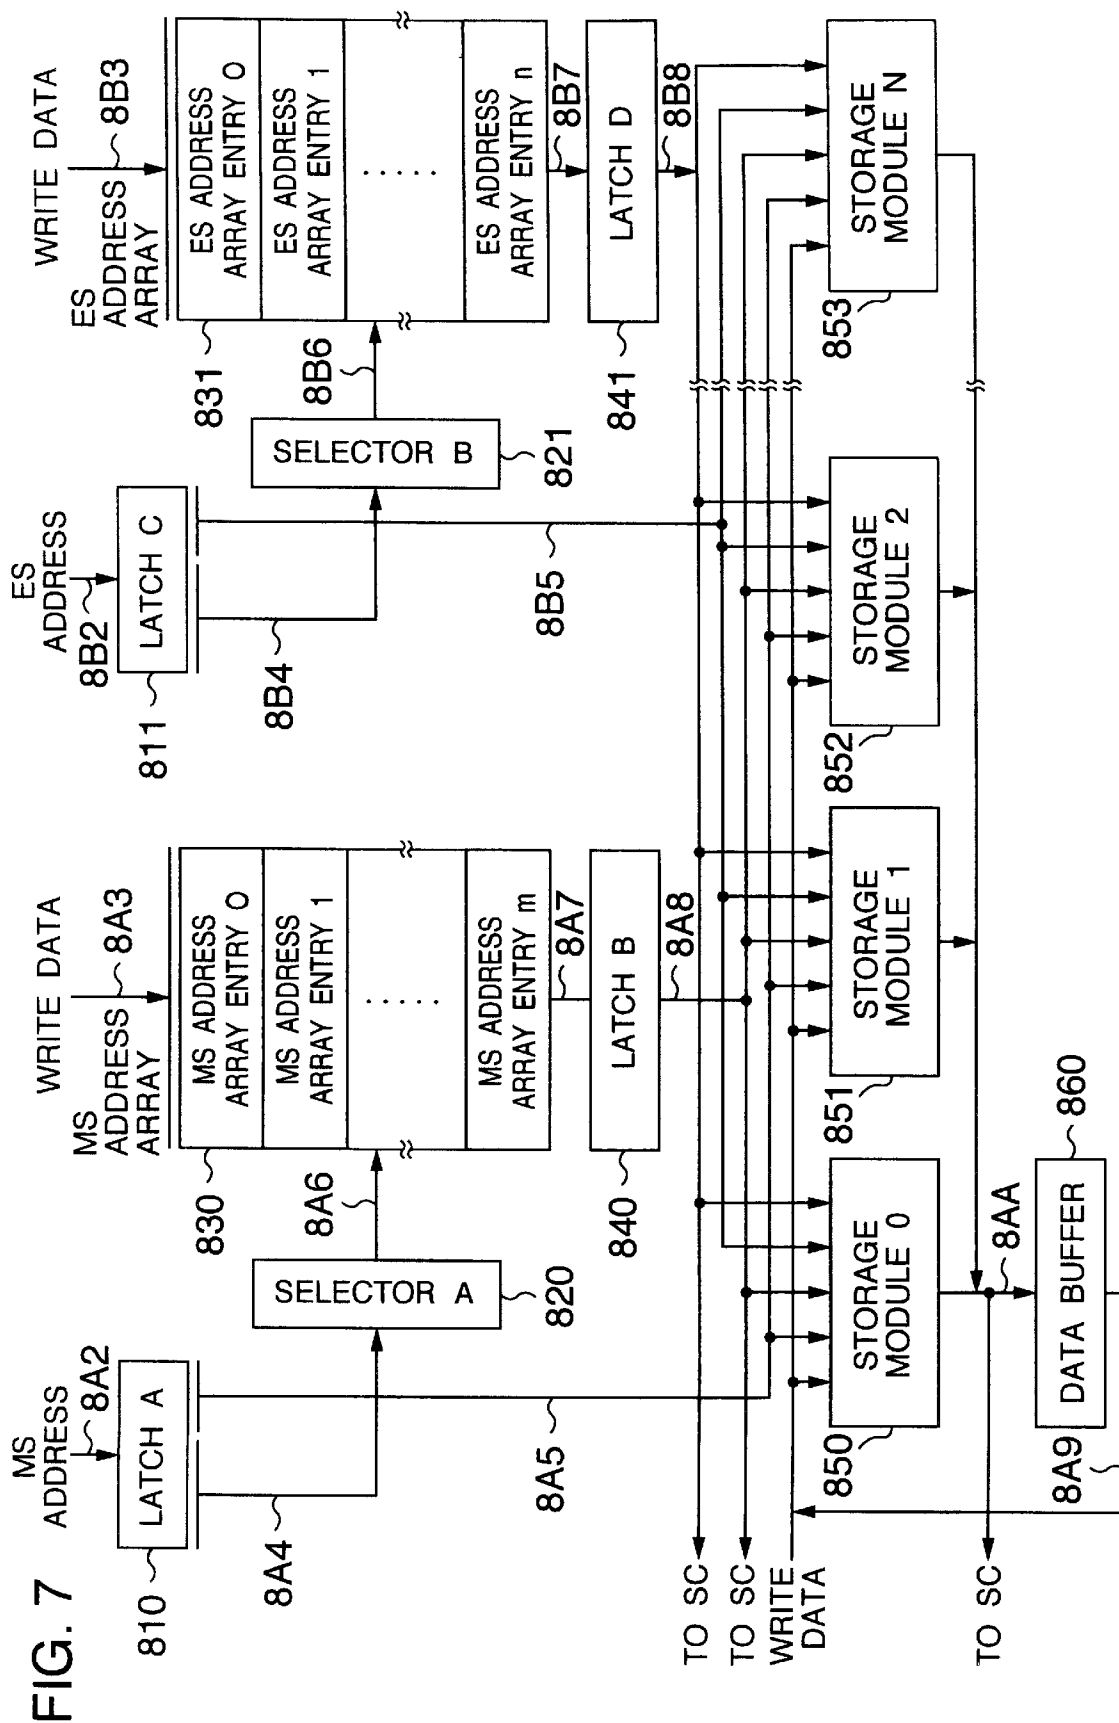 FIG. 7
MS
ADDRESS
8A2
LATCH A
810
8A4
8A5
SELECTOR A
820
8A6
WRITE DATA
8A3
MS
ADDRESS
ARRAY
MS ADDRESS
ARRAY ENTRY 0
MS ADDRESS
ARRAY ENTRY 1
.....
MS ADDRESS
ARRAY ENTRY m
830
8A7
LATCH B
840
8A8
ES
ADDRESS
8B2
LATCH C
811
8B4
8B5
SELECTOR B
821
8B6
WRITE DATA
8B3
ES
ADDRESS
ARRAY
ES ADDRESS
ARRAY ENTRY 0
ES ADDRESS
ARRAY ENTRY 1
.....
ES ADDRESS
ARRAY ENTRY n
831
8B7
LATCH D
841
8B8
TO SC
TO SC
WRITE
DATA
STORAGE
MODULE 0
850
STORAGE
MODULE 1
851
STORAGE
MODULE 2
852
STORAGE
MODULE N
853
TO SC
8AA
DATA BUFFER
860
8A9